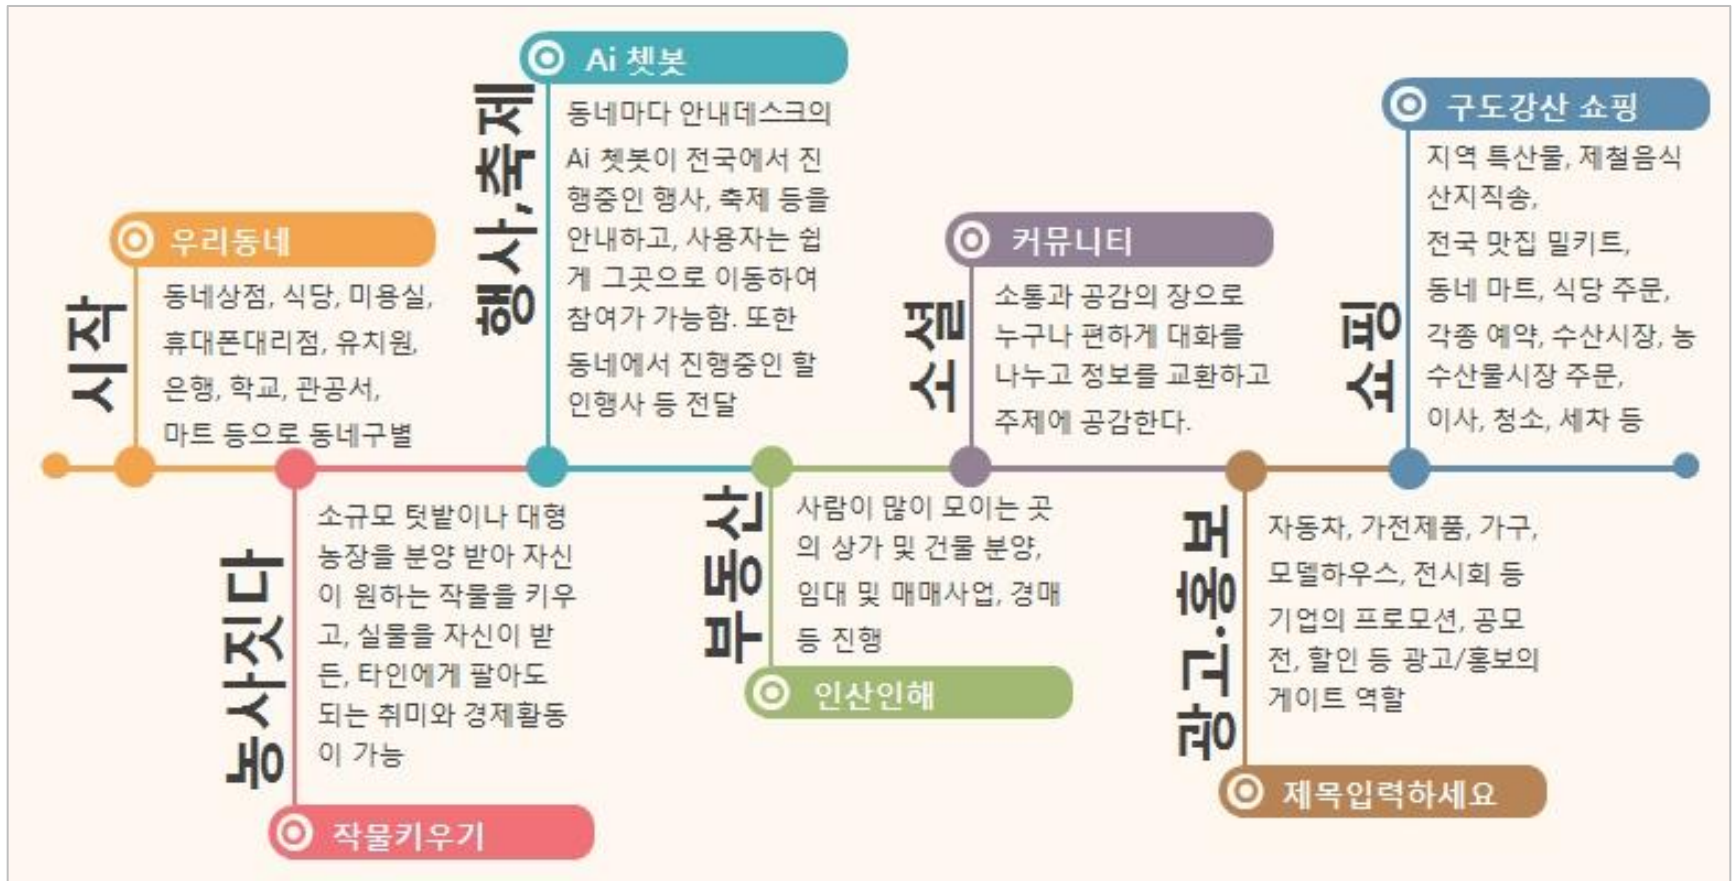 시작
우리동네
동네상점, 식당, 미용실,
휴대폰대리점, 유치원,
은행, 학교, 관공서,
마트 등으로 동네구별
농사짓다
소규모 텃밭이나 대형
농장을 분양 받아 자신
이 원하는 작물을 키우
고, 실물을 자신이 받
든, 타인에게 팔아도
되는 취미와 경제활동
이 가능
작물키우기
행사,축제
Ai 쳇봇
동네마다 안내데스크의
Ai 쳇봇이 전국에서 진
행중인 행사, 축제 등을
안내하고, 사용자는 쉽
게 그곳으로 이동하여
참여가 가능함. 또한
동네에서 진행중인 할
인행사 등 전달
부동산
사람이 많이 모이는 곳
의 상가 및 건물 분양,
임대 및 매매사업, 경매
등 진행
인산인해
소셜
커뮤니티
소통과 공감의 장으로
누구나 편하게 대화를
나누고 정보를 교환하고
주제에 공감한다.
광고.홍보
자동차, 가전제품, 가구,
모델하우스, 전시회 등
기업의 프로모션, 공모
전, 할인 등 광고/홍보의
게이트 역할
제목입력하세요
쇼핑
구도강산 쇼핑
지역 특산물, 제철음식
산지직송,
전국 맛집 밀키트,
동네 마트, 식당 주문,
각종 예약, 수산시장, 농
수산물시장 주문,
이사, 청소, 세차 등